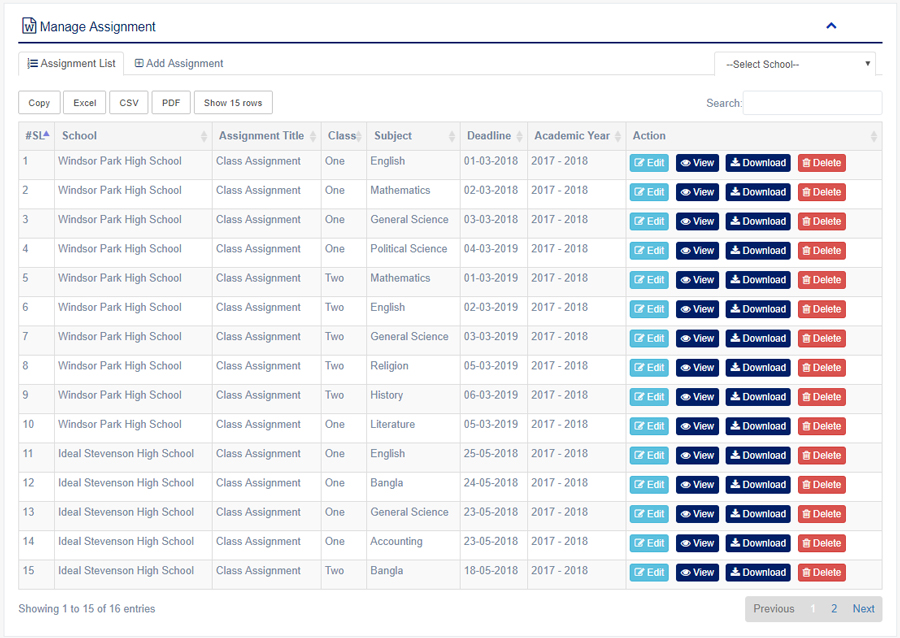 Manage Assignment
Assignment List Add Assignment --Select School--
Copy Excel CSV PDF Show 15 rows Search:
#SL School Assignment Title Class Subject Deadline Academic Year Action
1 Windsor Park High School Class Assignment One English 01-03-2018 2017 - 2018 Edit View Download Delete
2 Windsor Park High School Class Assignment One Mathematics 02-03-2018 2017 - 2018 Edit View Download Delete
3 Windsor Park High School Class Assignment One General Science 03-03-2018 2017 - 2018 Edit View Download Delete
4 Windsor Park High School Class Assignment One Political Science 04-03-2019 2017 - 2018 Edit View Download Delete
5 Windsor Park High School Class Assignment Two Mathematics 01-03-2019 2017 - 2018 Edit View Download Delete
6 Windsor Park High School Class Assignment Two English 02-03-2019 2017 - 2018 Edit View Download Delete
7 Windsor Park High School Class Assignment Two General Science 03-03-2019 2017 - 2018 Edit View Download Delete
8 Windsor Park High School Class Assignment Two Religion 05-03-2019 2017 - 2018 Edit View Download Delete
9 Windsor Park High School Class Assignment Two History 06-03-2019 2017 - 2018 Edit View Download Delete
10 Windsor Park High School Class Assignment One Literature 05-03-2019 2017 - 2018 Edit View Download Delete
11 Ideal Stevenson High School Class Assignment One English 25-05-2018 2017 - 2018 Edit View Download Delete
12 Ideal Stevenson High School Class Assignment One Bangla 24-05-2018 2017 - 2018 Edit View Download Delete
13 Ideal Stevenson High School Class Assignment One General Science 23-05-2018 2017 - 2018 Edit View Download Delete
14 Ideal Stevenson High School Class Assignment One Accounting 23-05-2018 2017 - 2018 Edit View Download Delete
15 Ideal Stevenson High School Class Assignment Two Bangla 18-05-2018 2017 - 2018 Edit View Download Delete
Showing 1 to 15 of 16 entries Previous 1 2 Next